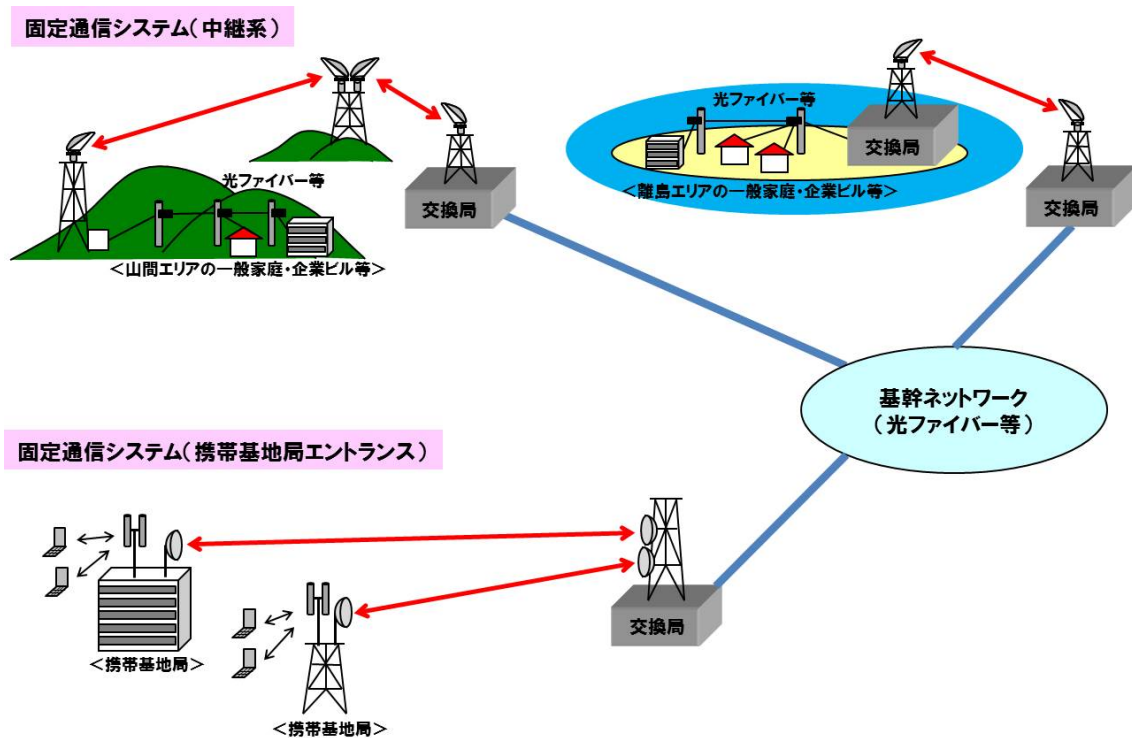 固定通信システム(中継系)
光ファイバー等
交換局
<山間エリアの一般家庭・企業ビル等>
光ファイバー等
交換局
<離島エリアの一般家庭・企業ビル等>
交換局
基幹ネットワーク
(光ファイバー等)
固定通信システム(携帯基地局エントランス)
<携帯基地局>
<携帯基地局>
交換局